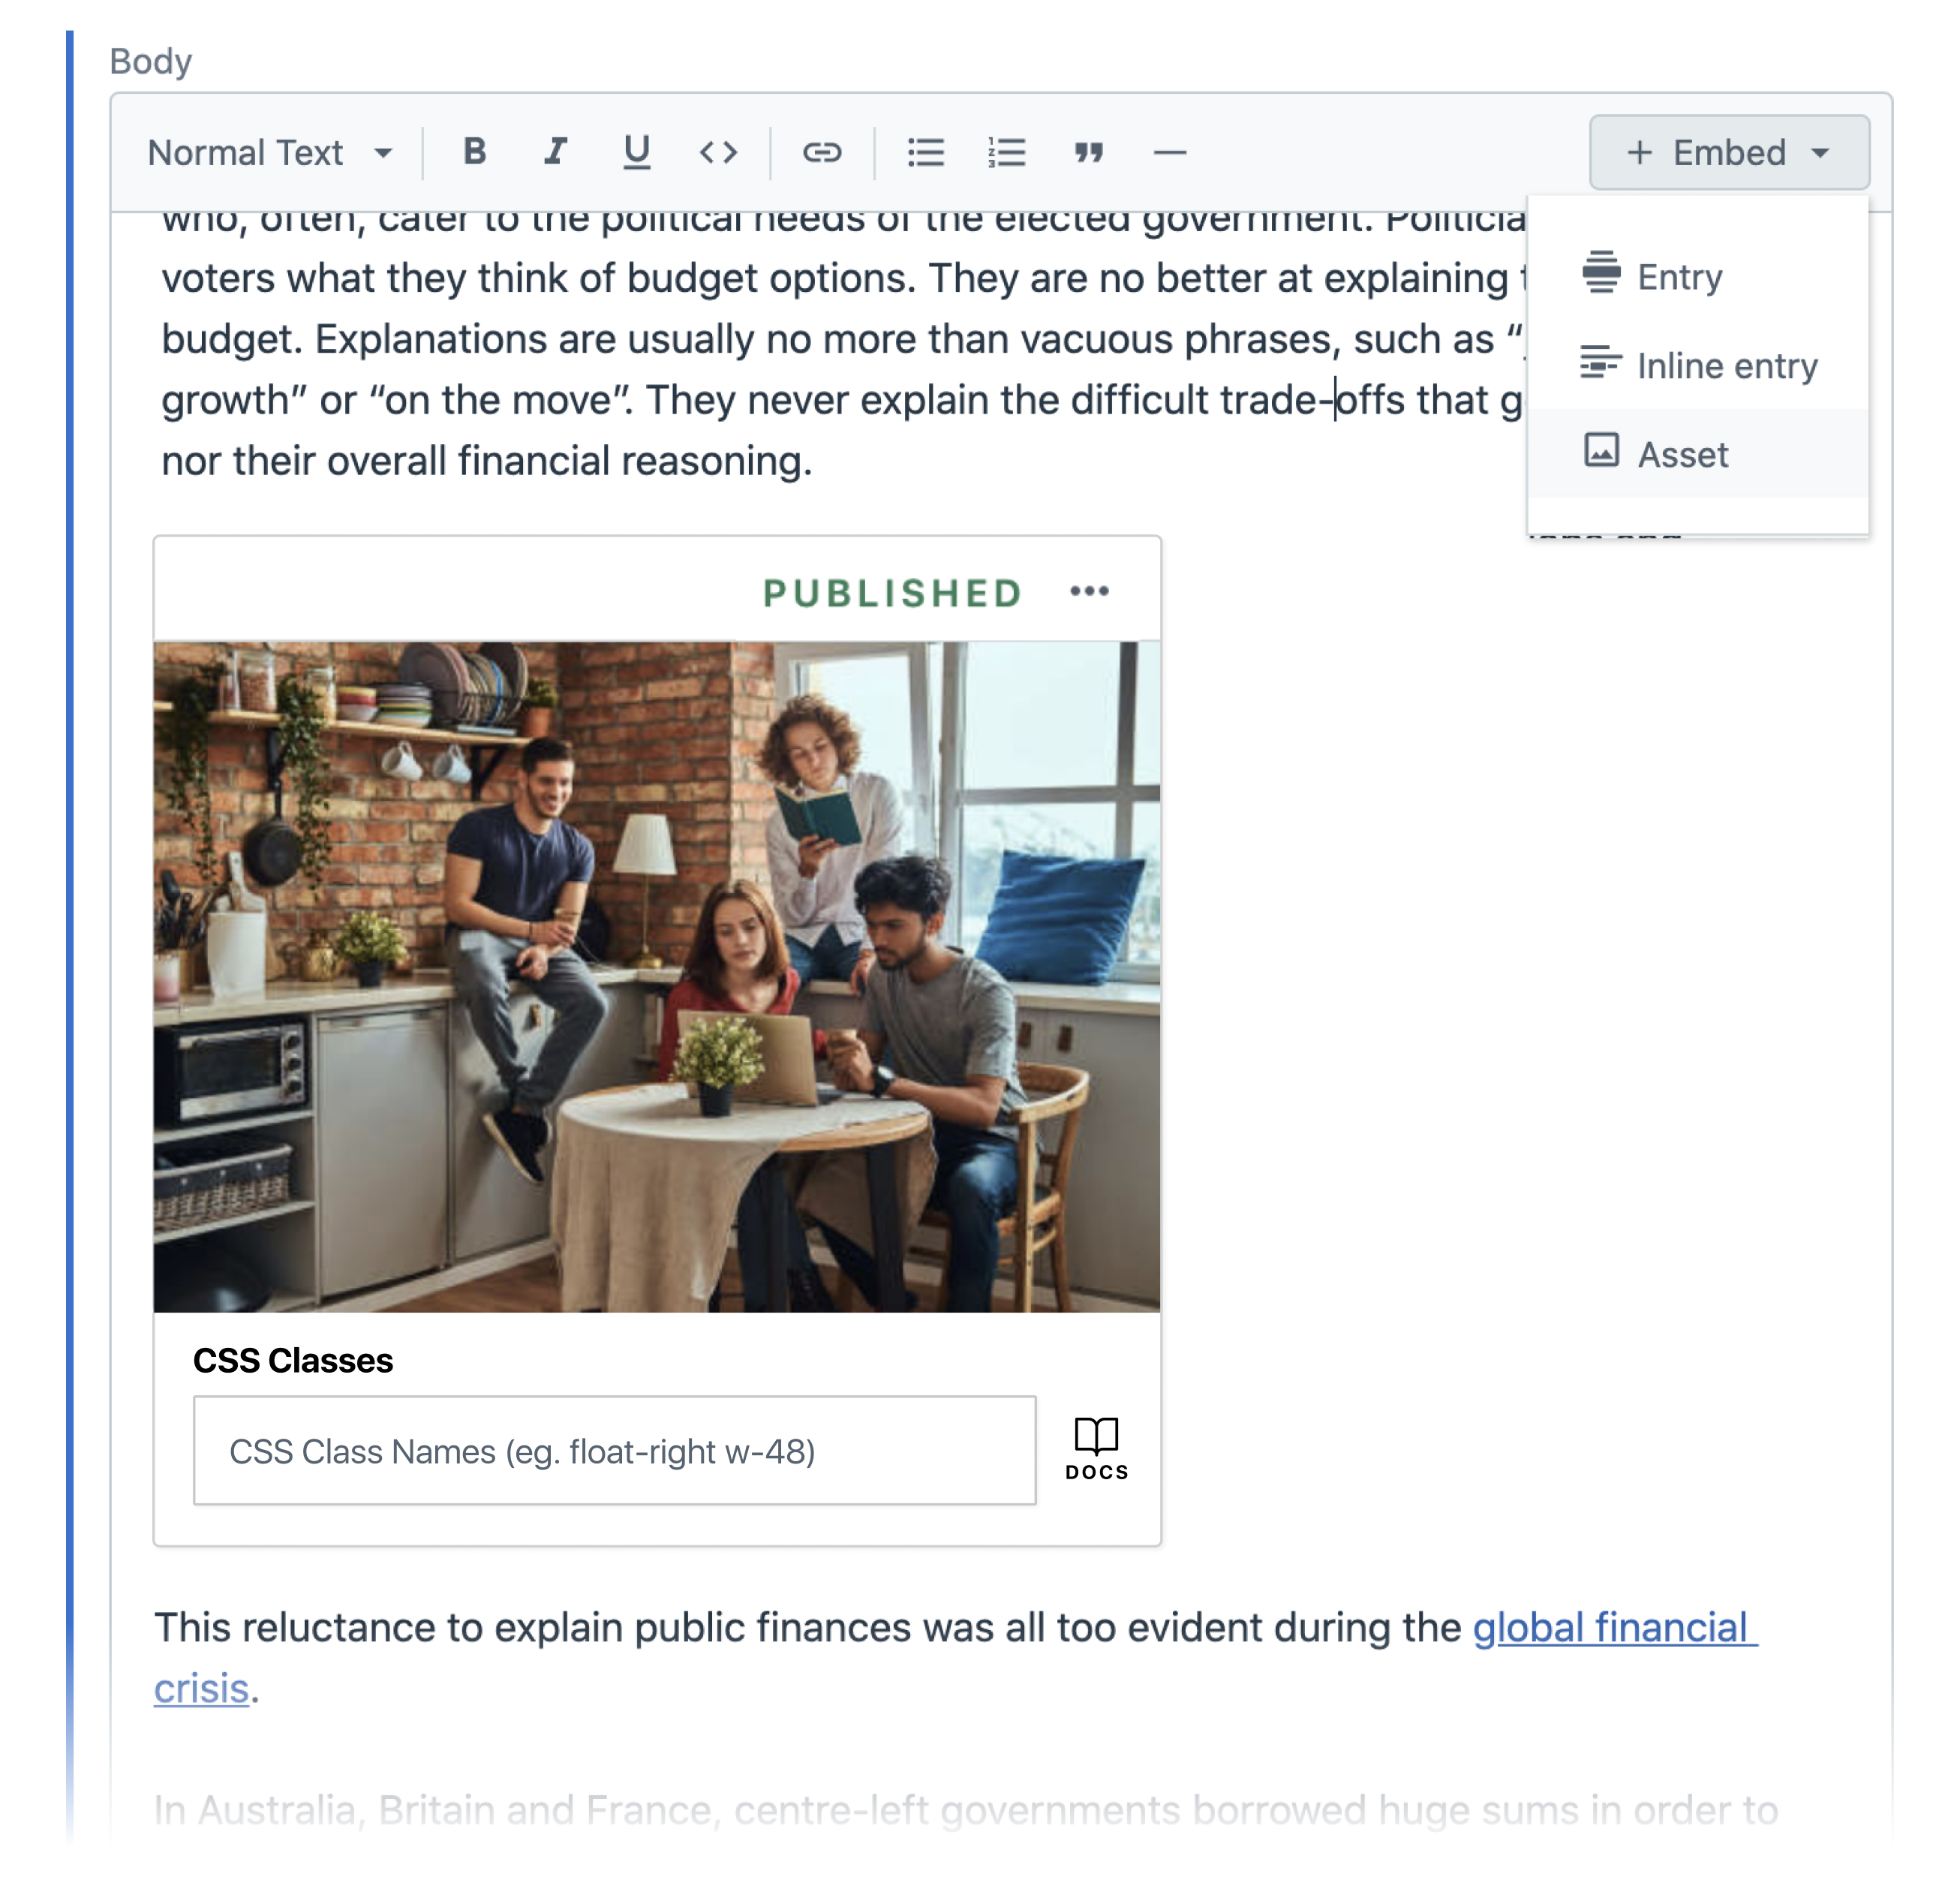 Body
Normal Text B I U <> + Embed
who, often, cater to the political needs of the elected government.
voters what they think of budget options. They are no better at explaining
budget. Explanations are usually no more than vacuous phrases, such as “
growth” or “on the move”. They never explain the difficult trade-offs that
nor their overall financial reasoning.
Entry
Inline entry
Asset
PUBLISHED
CSS Classes
CSS Class Names (eg. float-right w-48)
DOCS
This reluctance to explain public finances was all too evident during the global financial
crisis.
In Australia, Britain and France, centre-left governments borrowed huge sums in order to